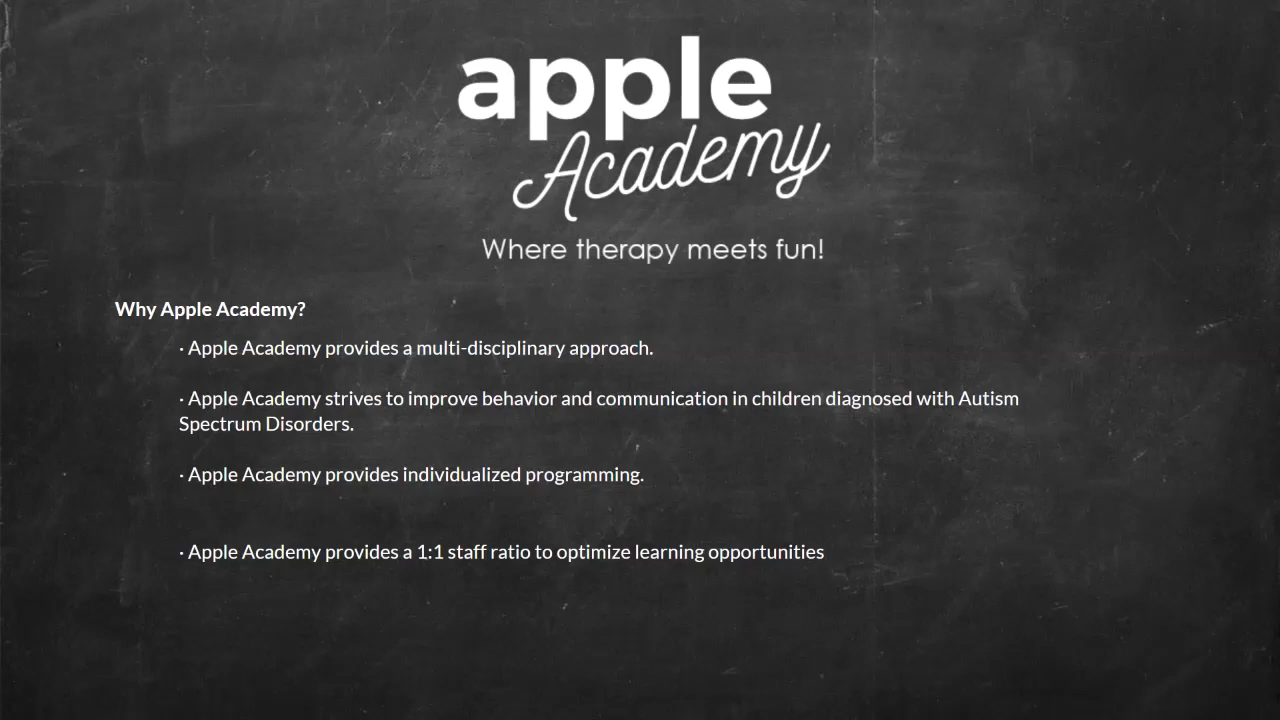 apple
Academy
Where therapy meets fun!
Why Apple Academy?
· Apple Academy provides a multi-disciplinary approach.
· Apple Academy strives to improve behavior and communication in children diagnosed with Autism
Spectrum Disorders.
· Apple Academy provides individualized programming.
· Apple Academy provides a 1:1 staff ratio to optimize learning opportunities